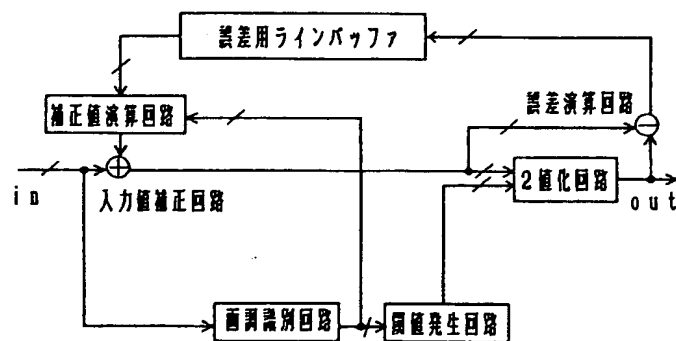 誤差用ラインバッファ
補正値演算回路
誤差演算回路
in
入力値補正回路
2値化回路
out
画調識別回路
閾値発生回路